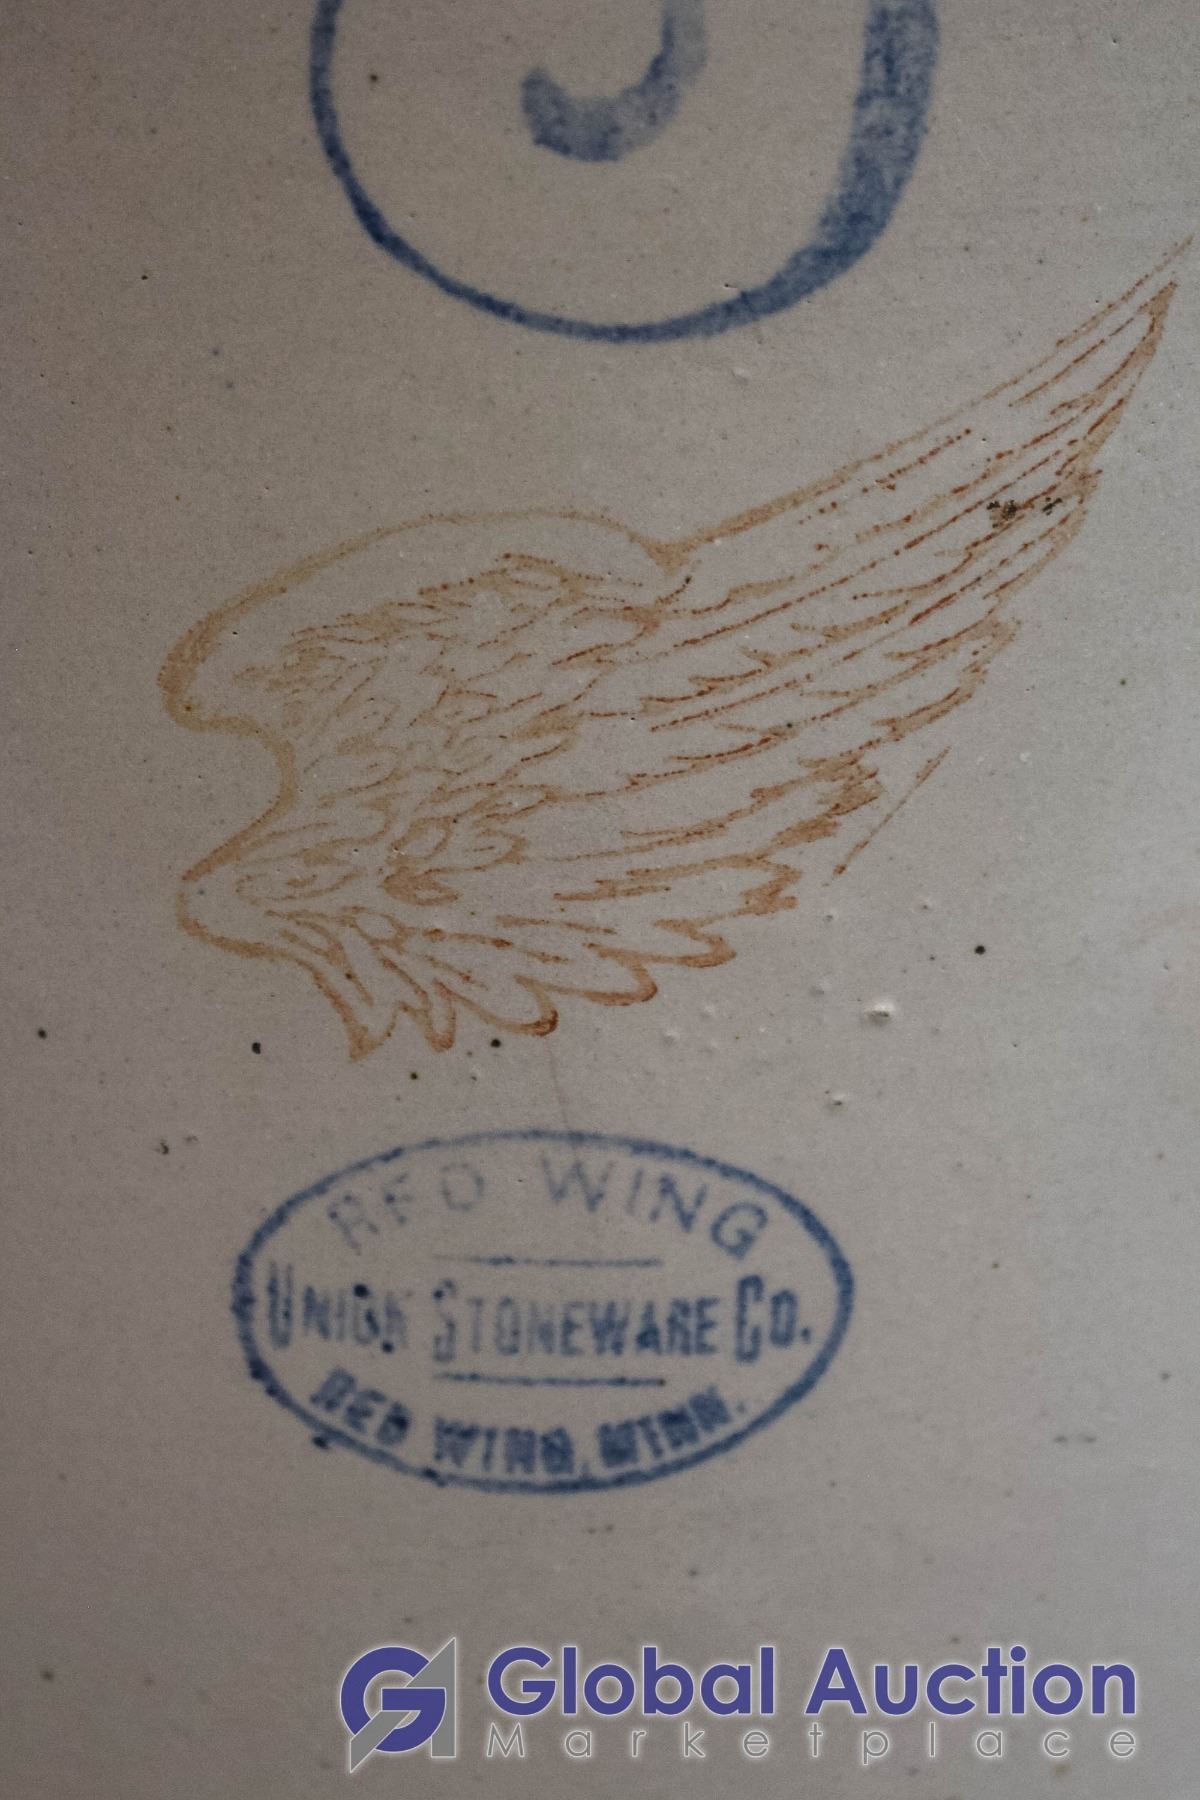 RED WING
UNION STONEWARE CO.
RED WING, MINN.
Global Auction
Marketplace